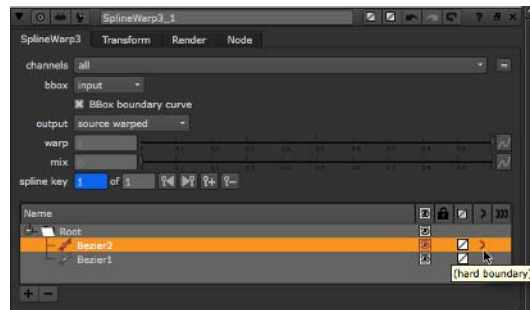 SplineWarp3_1
SplineWarp3 Transform Render Node
channels all
bbox input
BBox boundary curve
output source warped
warp
mix
spline key 1 of 1
Name
Root
Bezier2
Bezier1
(hard boundary)